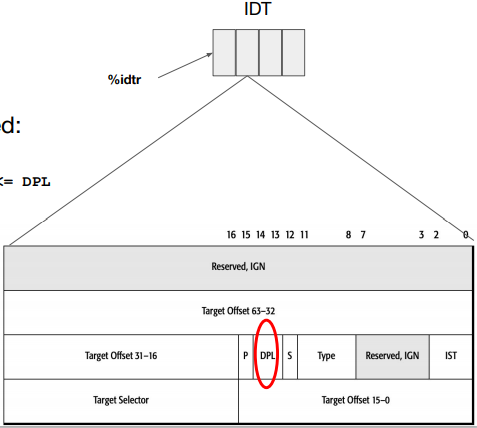 IDT
%idtr
ed:
<= DPL
16 15 14 13 12 11 8 7 3 2 0
Reserved, IGN
Target Offset 63–32
Target Offset 31–16 P DPL S Type Reserved, IGN IST
Target Selector Target Offset 15–0